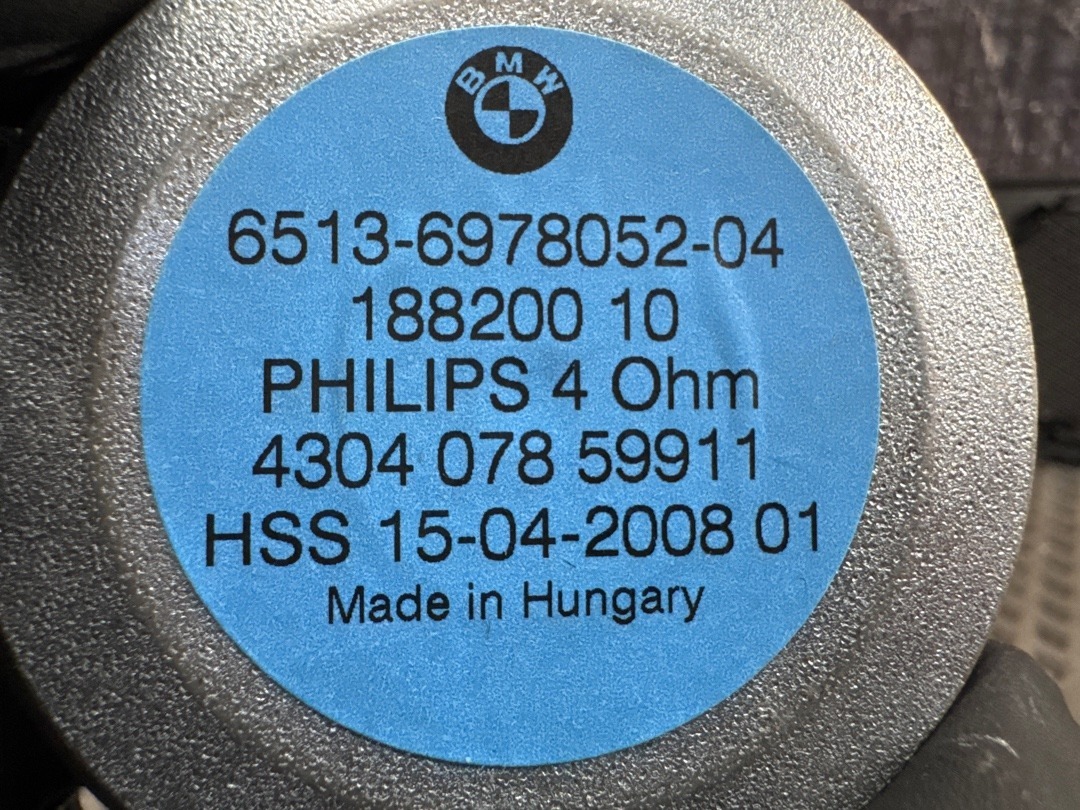 BMW
6513-6978052-04
188200 10
PHILIPS 4 Ohm
4304 078 59911
HSS 15-04-2008 01
Made in Hungary